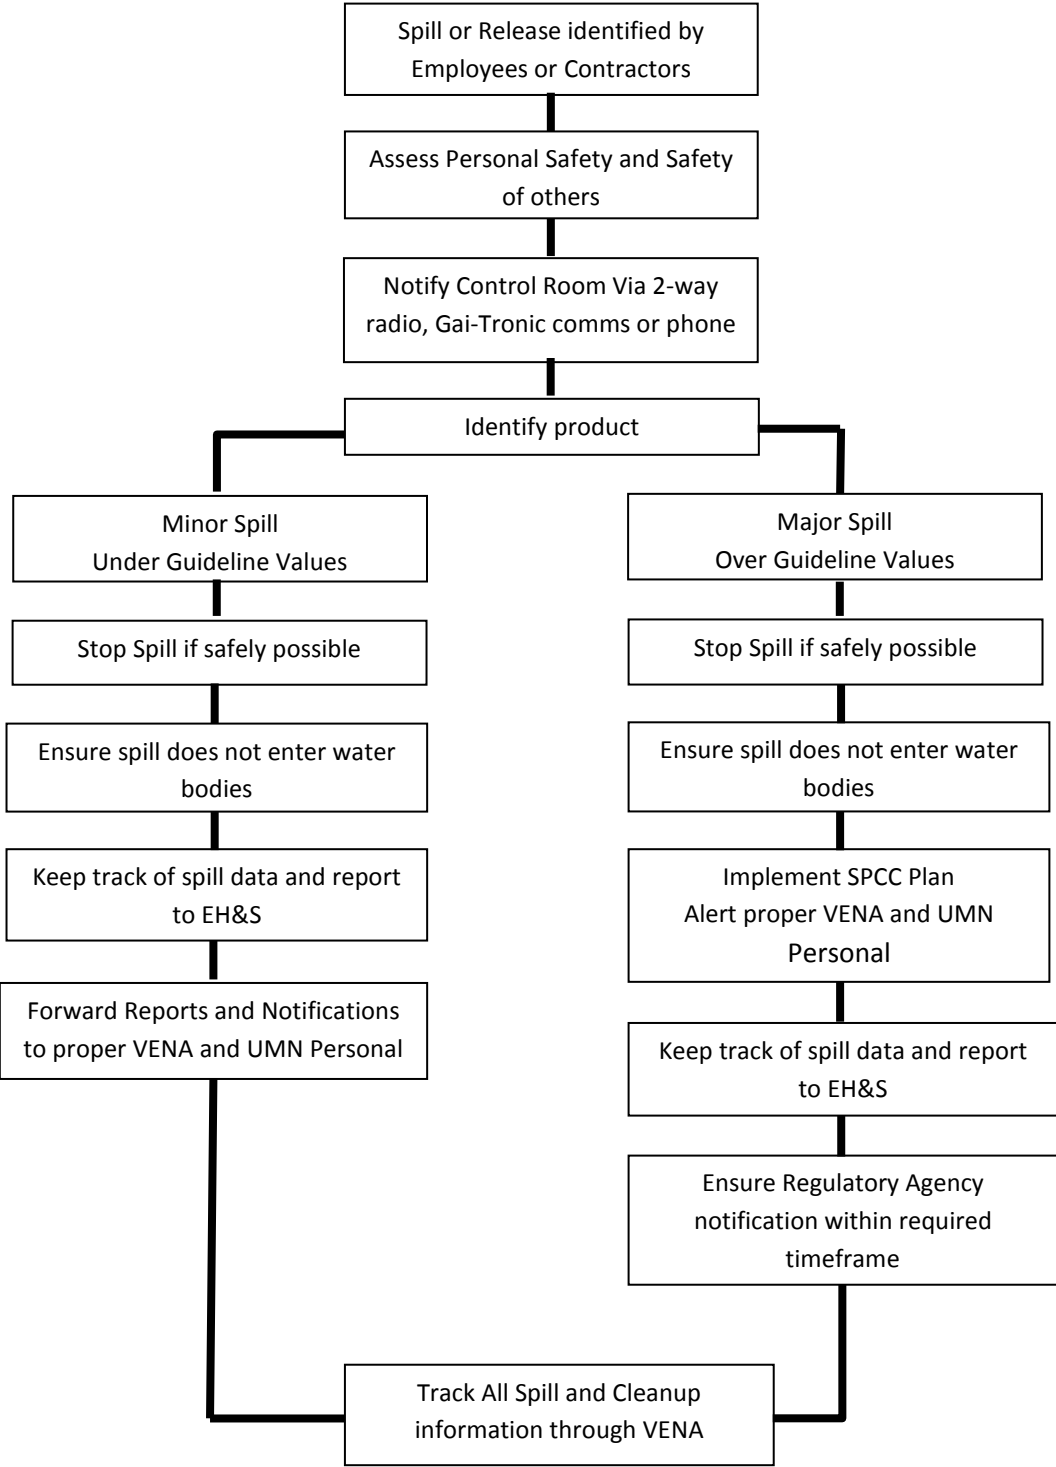 Spill or Release identified by
Employees or Contractors
Assess Personal Safety and Safety
of others
Notify Control Room Via 2-way
radio, Gai-Tronic comms or phone
Identify product
Minor Spill
Under Guideline Values
Stop Spill if safely possible
Ensure spill does not enter water
bodies
Keep track of spill data and report
to EH&S
Forward Reports and Notifications
to proper VENA and UMN Personal
Major Spill
Over Guideline Values
Stop Spill if safely possible
Ensure spill does not enter water
bodies
Implement SPCC Plan
Alert proper VENA and UMN
Personal
Keep track of spill data and report
to EH&S
Ensure Regulatory Agency
notification within required
timeframe
Track All Spill and Cleanup
information through VENA